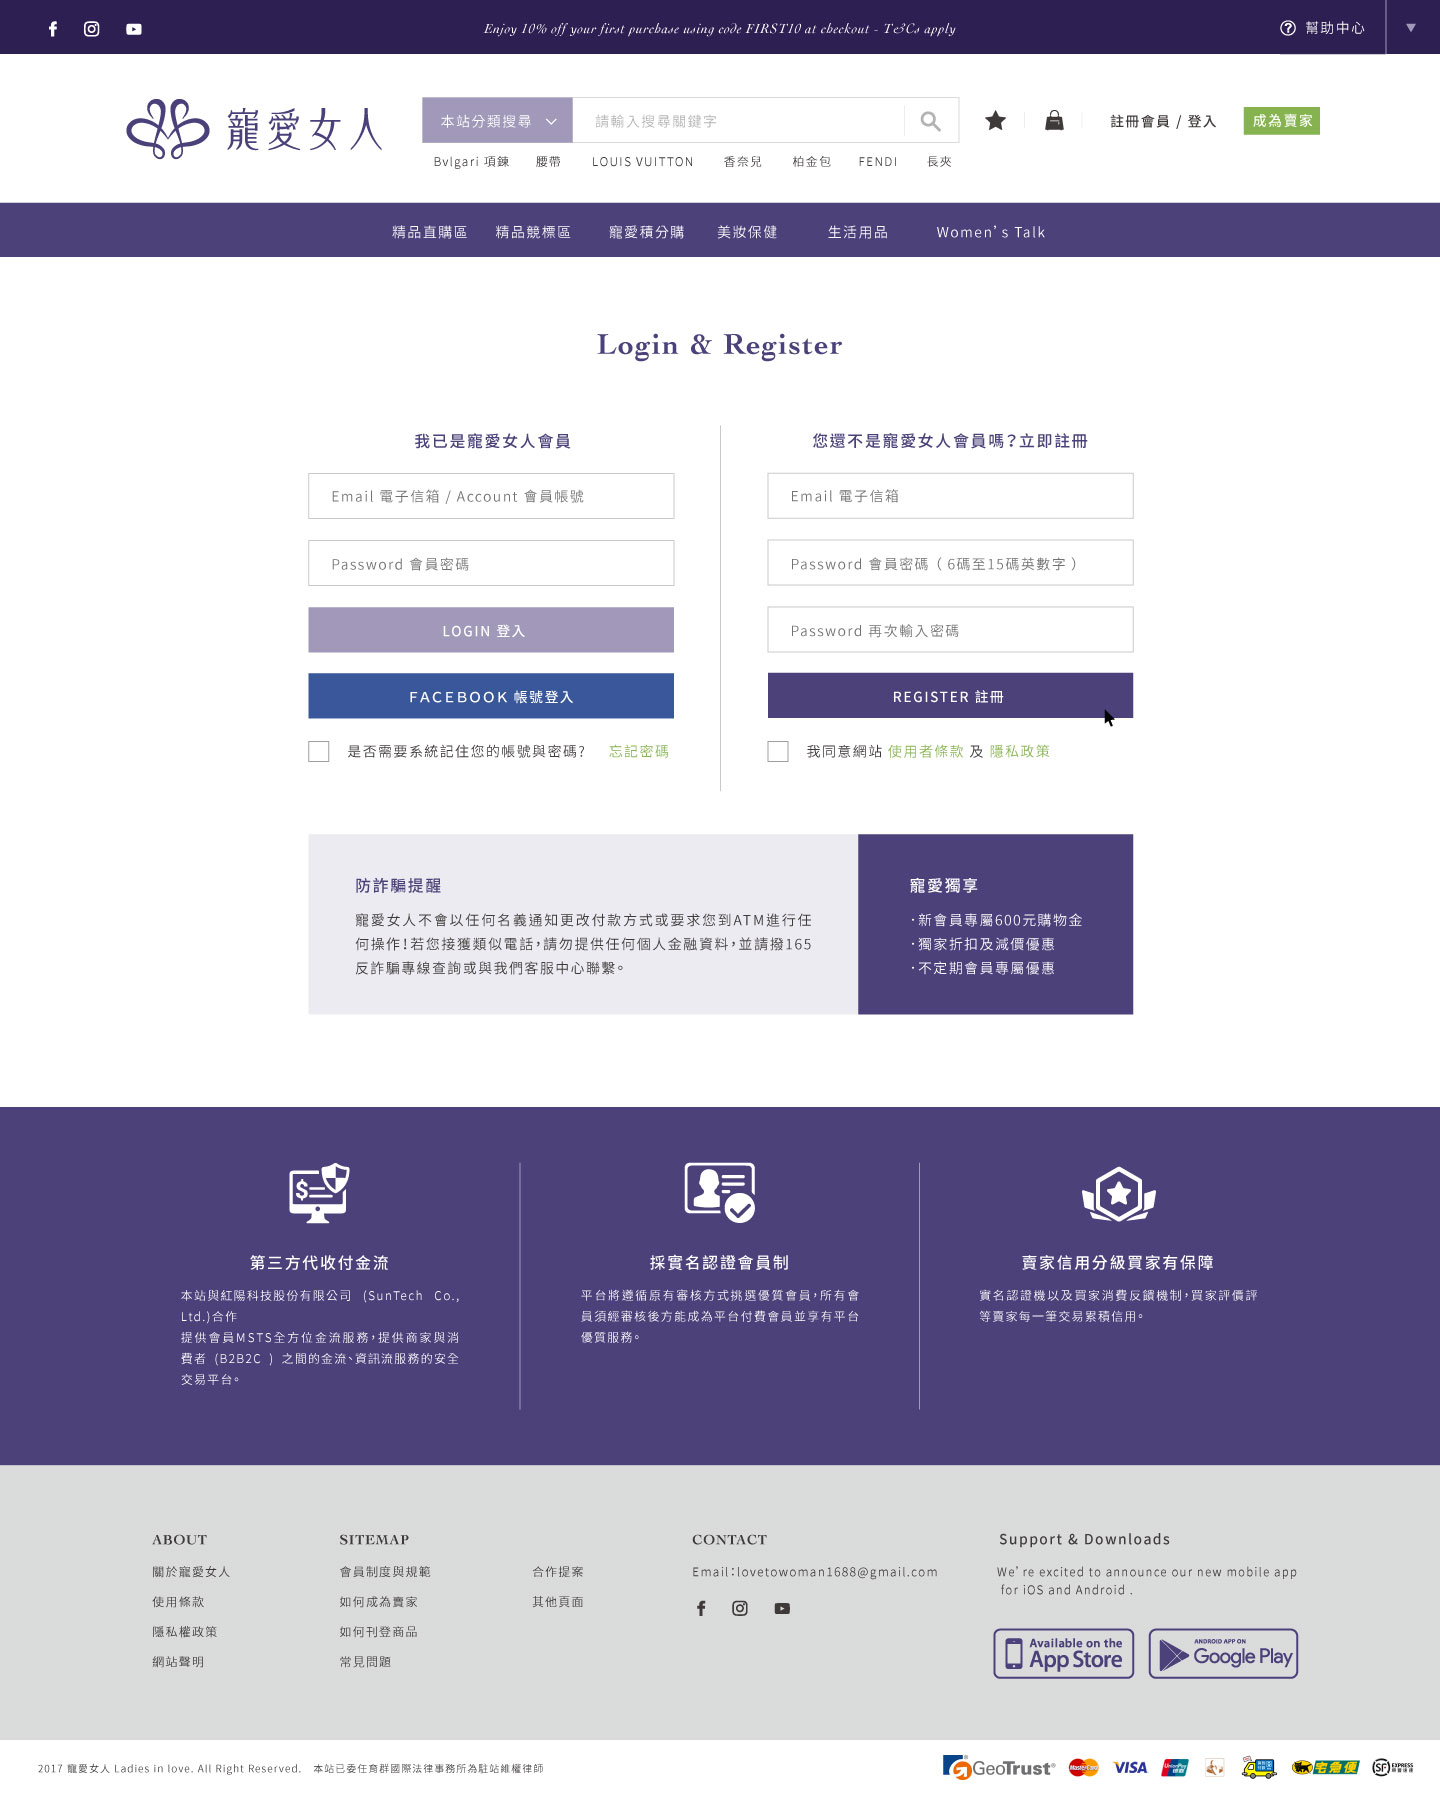 Enjoy 10% off your first purchase using code FIRST10 at checkout - T&Cs apply
幫助中心
寵愛女人
本站分類搜尋
請輸入搜尋關鍵字
註冊會員 / 登入
成為賣家
Bvlgari 項鍊 腰帶 LOUIS VUITTON 香奈兒 柏金包 FENDI 長夾
精品直購區 精品競標區 寵愛積分購 美妝保健 生活用品 Women's Talk
Login & Register
我已是寵愛女人會員
Email 電子信箱 / Account 會員帳號
Password 會員密碼
LOGIN 登入
FACEBOOK 帳號登入
是否需要系統記住您的帳號與密碼? 忘記密碼
您還不是寵愛女人會員嗎?立即註冊
Email 電子信箱
Password 會員密碼 ( 6碼至15碼英數字 )
Password 再次輸入密碼
REGISTER 註冊
我同意網站 使用者條款 及 隱私政策
防詐騙提醒
寵愛女人不會以任何名義通知更改付款方式或要求您到ATM進行任
何操作!若您接獲類似電話,請勿提供任何個人金融資料,並請撥165
反詐騙專線查詢或與我們客服中心聯繫。
寵愛獨享
·新會員專屬600元購物金
·獨家折扣及減價優惠
·不定期會員專屬優惠
第三方代收付金流
本站與紅陽科技股份有限公司 (SunTech Co.,
Ltd.)合作
提供會員MSTS全方位金流服務,提供商家與消
費者 (B2B2C ) 之間的金流、資訊流服務的安全
交易平台。
採實名認證會員制
平台將遵循原有審核方式挑選優質會員,所有會
員須經審核後方能成為平台付費會員並享有平台
優質服務。
賣家信用分級買家有保障
實名認證機以及買家消費反饋機制,買家評價評
等賣家每一筆交易累積信用。
ABOUT
關於寵愛女人
使用條款
隱私權政策
網站聲明
SITEMAP
會員制度與規範
如何成為賣家
如何刊登商品
常見問題
合作提案
其他頁面
CONTACT
Email:lovetowoman1688@gmail.com
Support & Downloads
We're excited to announce our new mobile app
for iOS and Android .
Available on the
App Store
ANDROID APP ON
Google Play
2017 寵愛女人 Ladies in love. All Right Reserved. 本站已委任育群國際法律事務所為駐站維權律師
GeoTrust
MasterCard
VISA
UnionPay
宅急便
SF EXPRESS